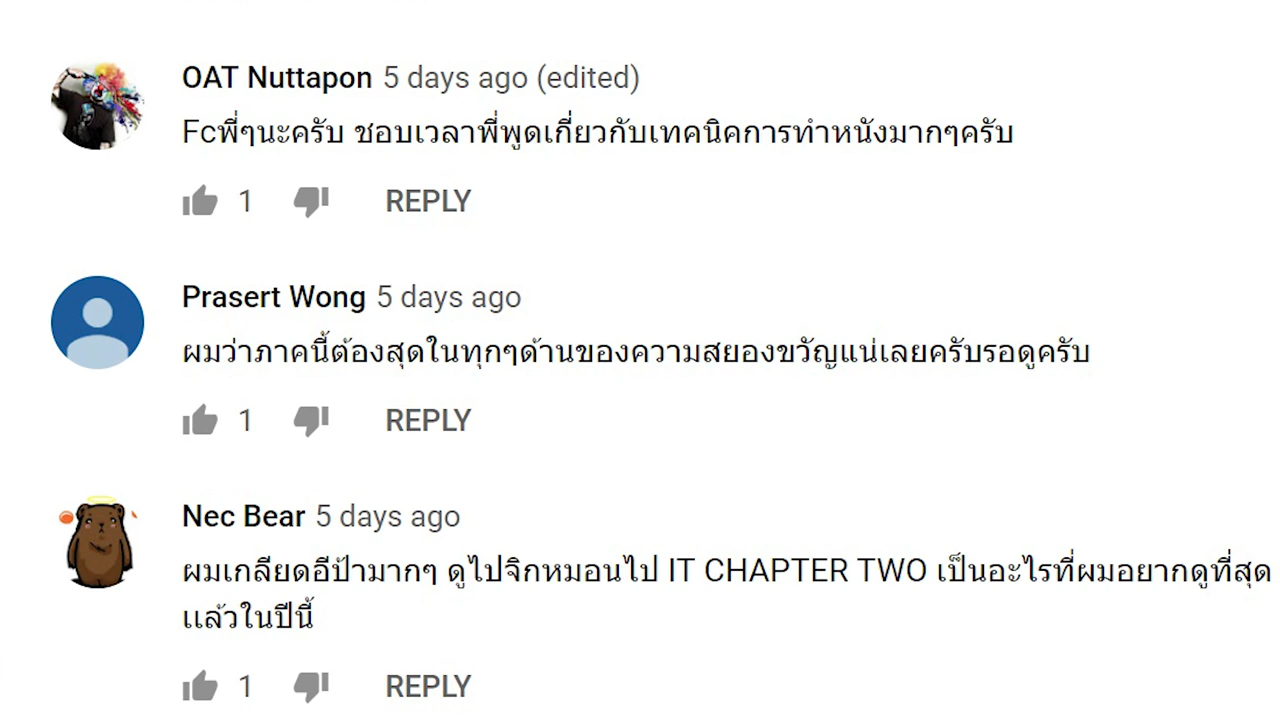 OAT Nuttapon 5 days ago (edited)
Fcพี่ๆนะครับ ชอบเวลาพี่พูดเกี่ยวกับเทคนิคการทำหนังมากๆครับ
1 REPLY
Prasert Wong 5 days ago
ผมว่าภาคนี้ต้องสุดในทุกๆด้านของความสยองขวัญแน่เลยครับรอดูครับ
1 REPLY
Nec Bear 5 days ago
ผมเกลียดอีป้ามากๆ ดูไปจิกหมอนไป IT CHAPTER TWO เป็นอะไรที่ผมอยากดูที่สุด
แล้วในปีนี้
1 REPLY